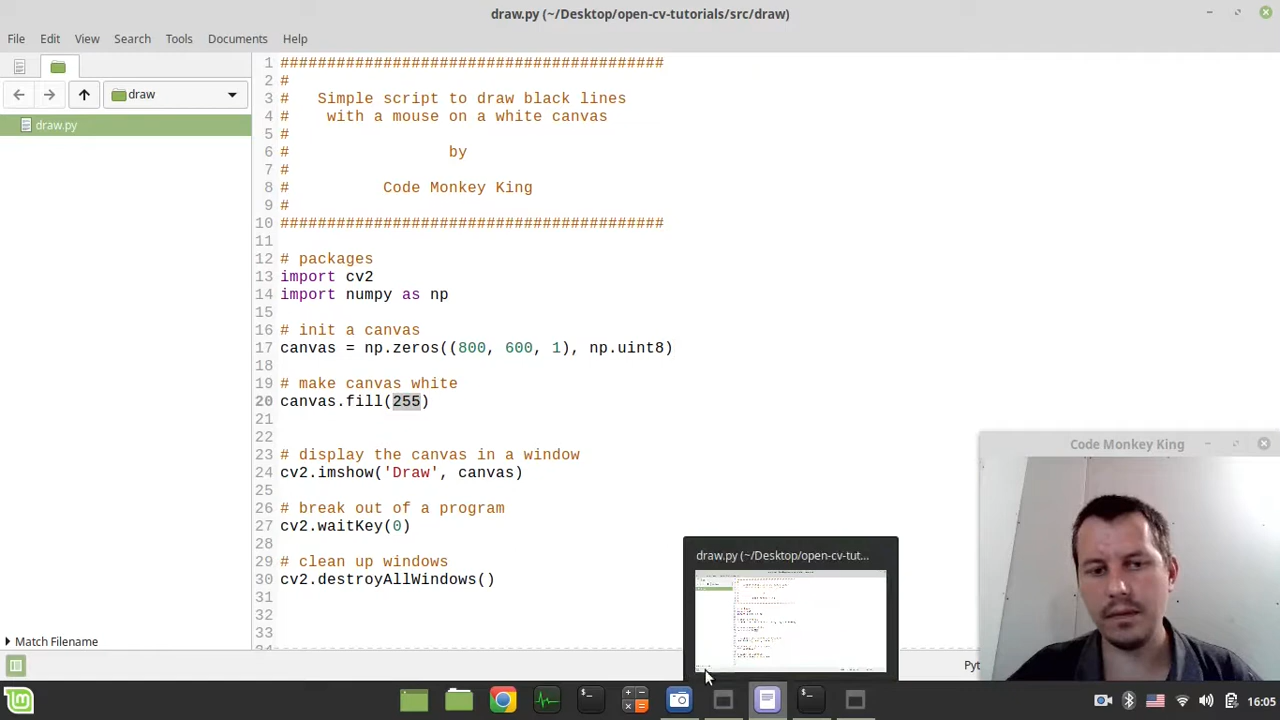 draw.py (~/Desktop/open-cv-tutorials/src/draw)
File Edit View Search Tools Documents Help
draw
draw.py
1 #########################################
2 #
3 #   Simple script to draw black lines
4 #    with a mouse on a white canvas
5 #
6 #                 by
7 #
8 #          Code Monkey King
9 #
10 #########################################
11
12 # packages
13 import cv2
14 import numpy as np
15
16 # init a canvas
17 canvas = np.zeros((800, 600, 1), np.uint8)
18
19 # make canvas white
20 canvas.fill(255)
21
22
23 # display the canvas in a window
24 cv2.imshow('Draw', canvas)
25
26 # break out of a program
27 cv2.waitKey(0)
28
29 # clean up windows
30 cv2.destroyAllWindows()
31
32
33
Code Monkey King
draw.py (~/Desktop/open-cv-tut...
Match Filename
Pyt
16:05